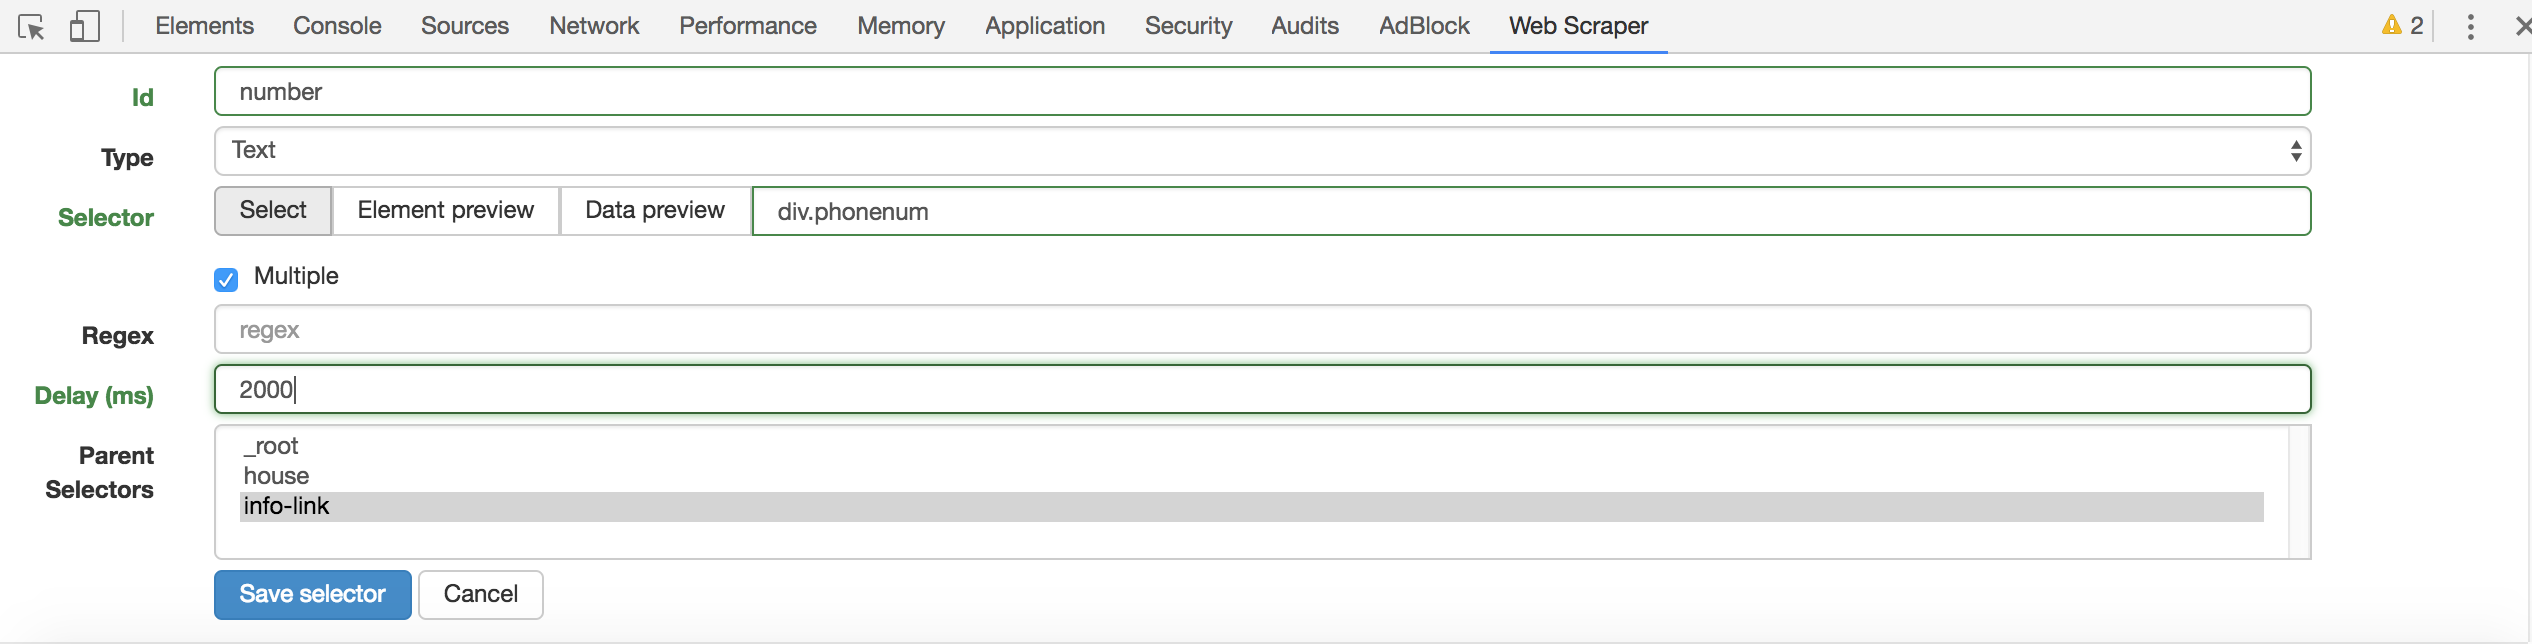 Elements Console Sources Network Performance Memory Application Security Audits AdBlock Web Scraper 2
Id number
Type Text
Selector Select Element preview Data preview div.phonenum
Multiple
Regex regex
Delay (ms) 2000
Parent Selectors
_root
house
info-link
Save selector Cancel